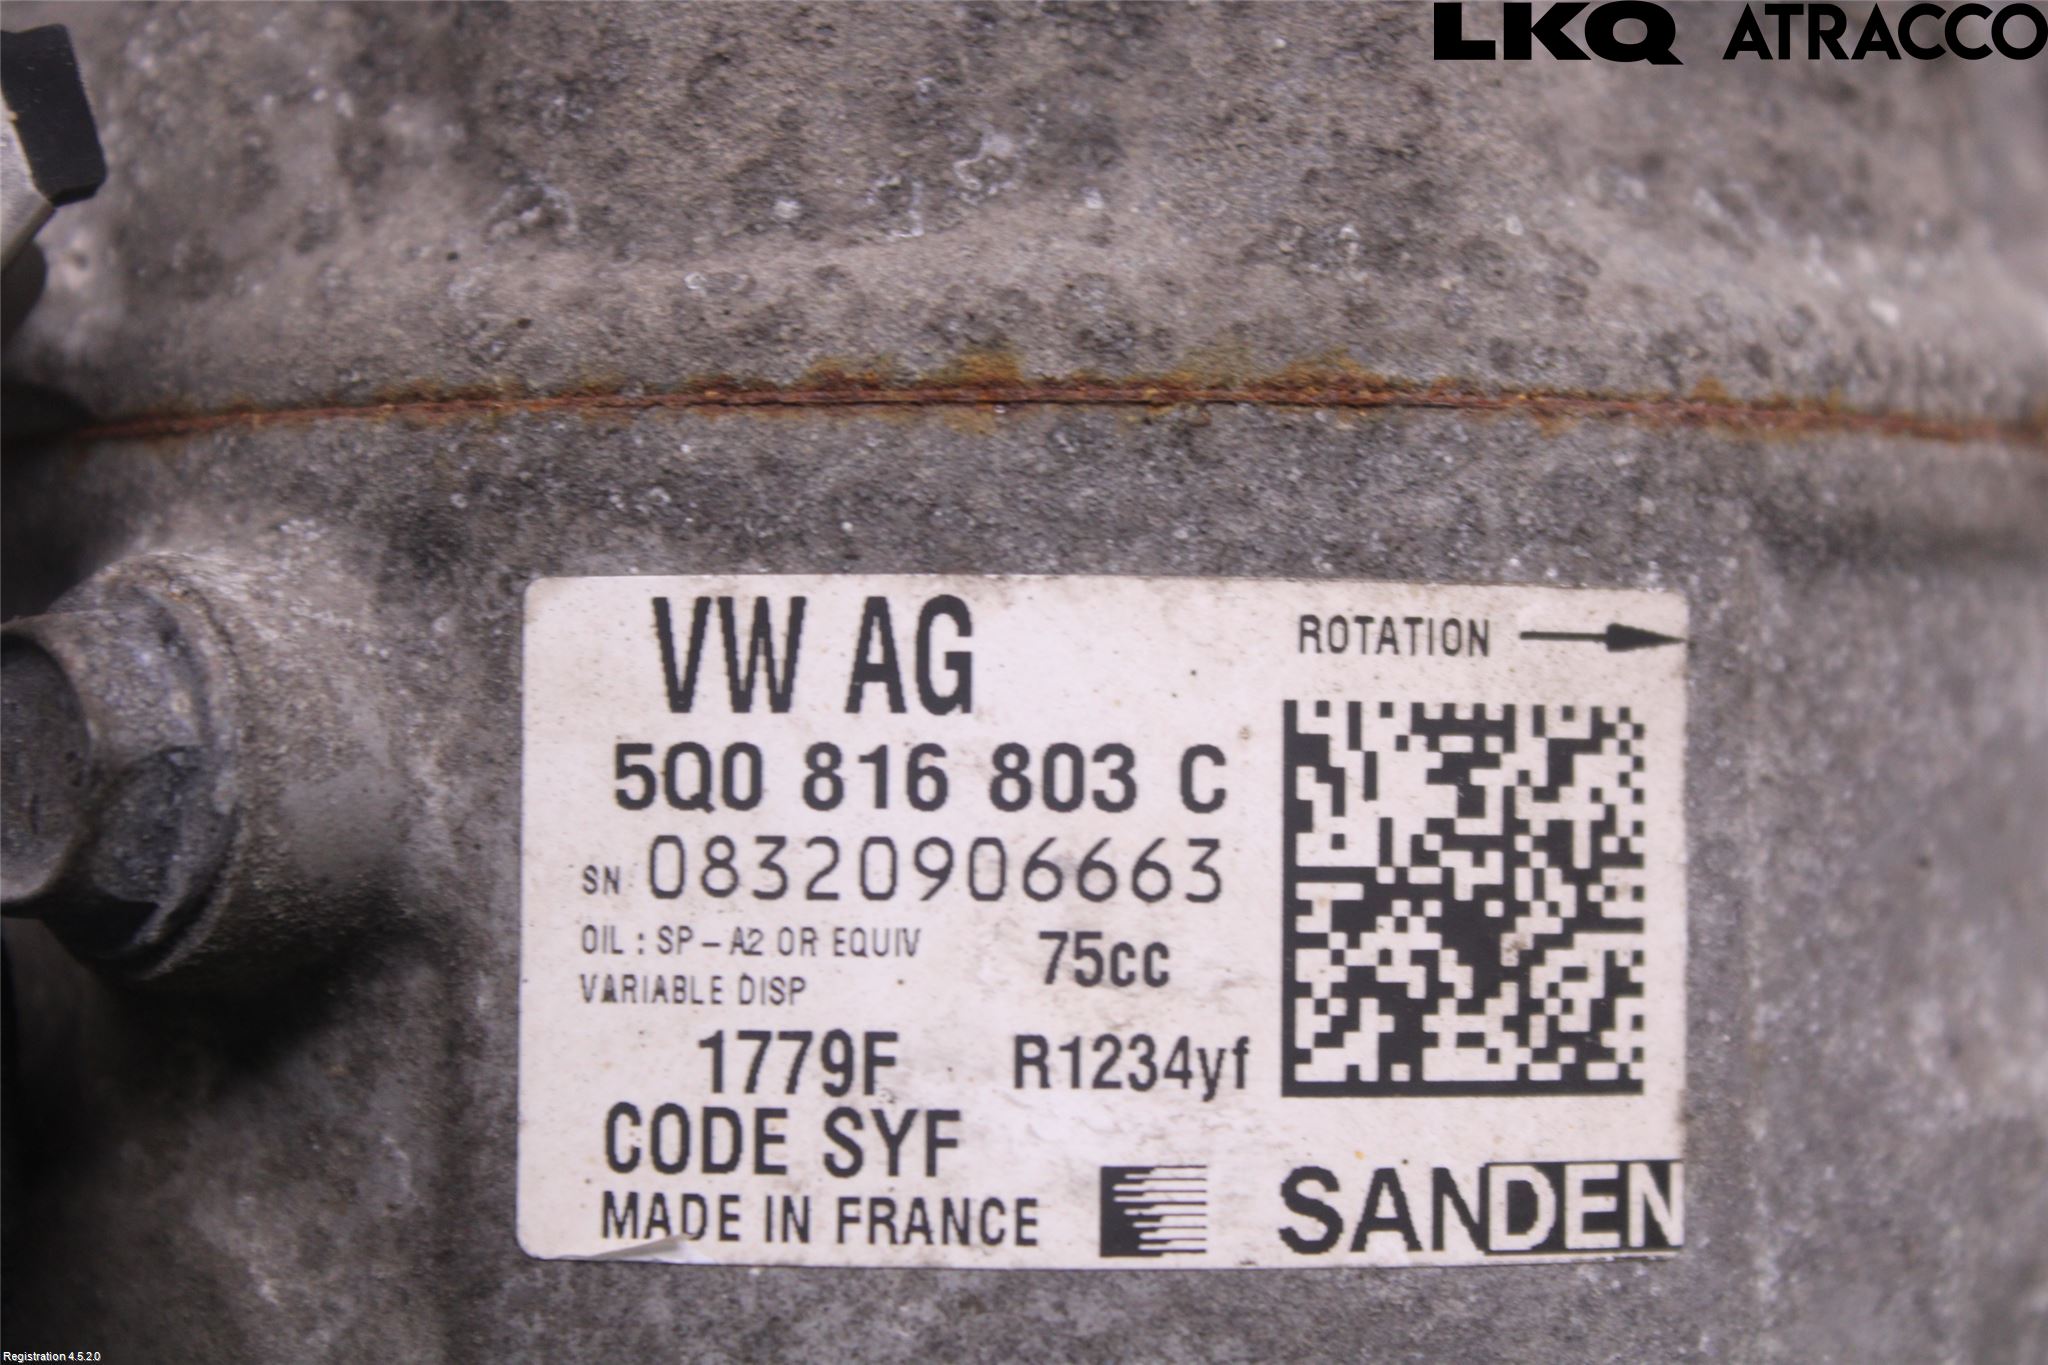 LKQ ATRACCO
VW AG
ROTATION
5Q0 816 803 C
SN 08320906663
OIL : SP - A2 OR EQUIV
75cc
VARIABLE DISP
1779F R1234yf
CODE SYF
MADE IN FRANCE
SANDEN
Registration 4.5.2.0